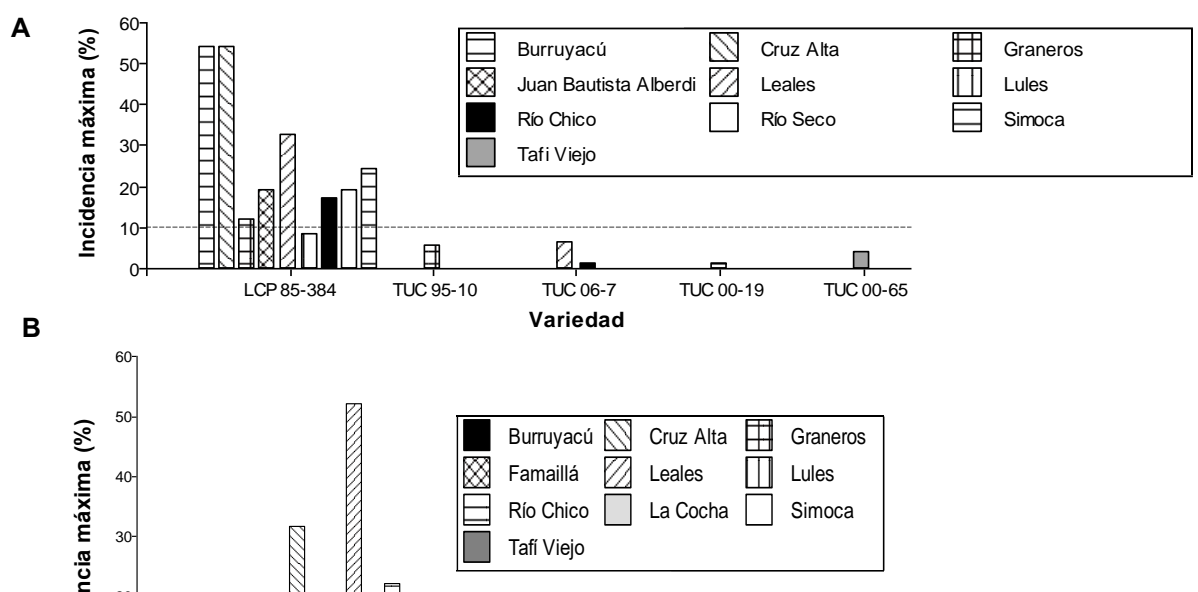 A
Incidencia máxima (%)
60
50
40
30
20
10
0
Burruyacú Cruz Alta Graneros
Juan Bautista Alberdi Leales Lules
Río Chico Río Seco Simoca
Tafi Viejo
LCP 85-384 TUC 95-10 TUC 06-7 TUC 00-19 TUC 00-65
Variedad
B
ncia máxima (%)
60
50
40
30
Burruyacú Cruz Alta Graneros
Famaillá Leales Lules
Río Chico La Cocha Simoca
Tafí Viejo